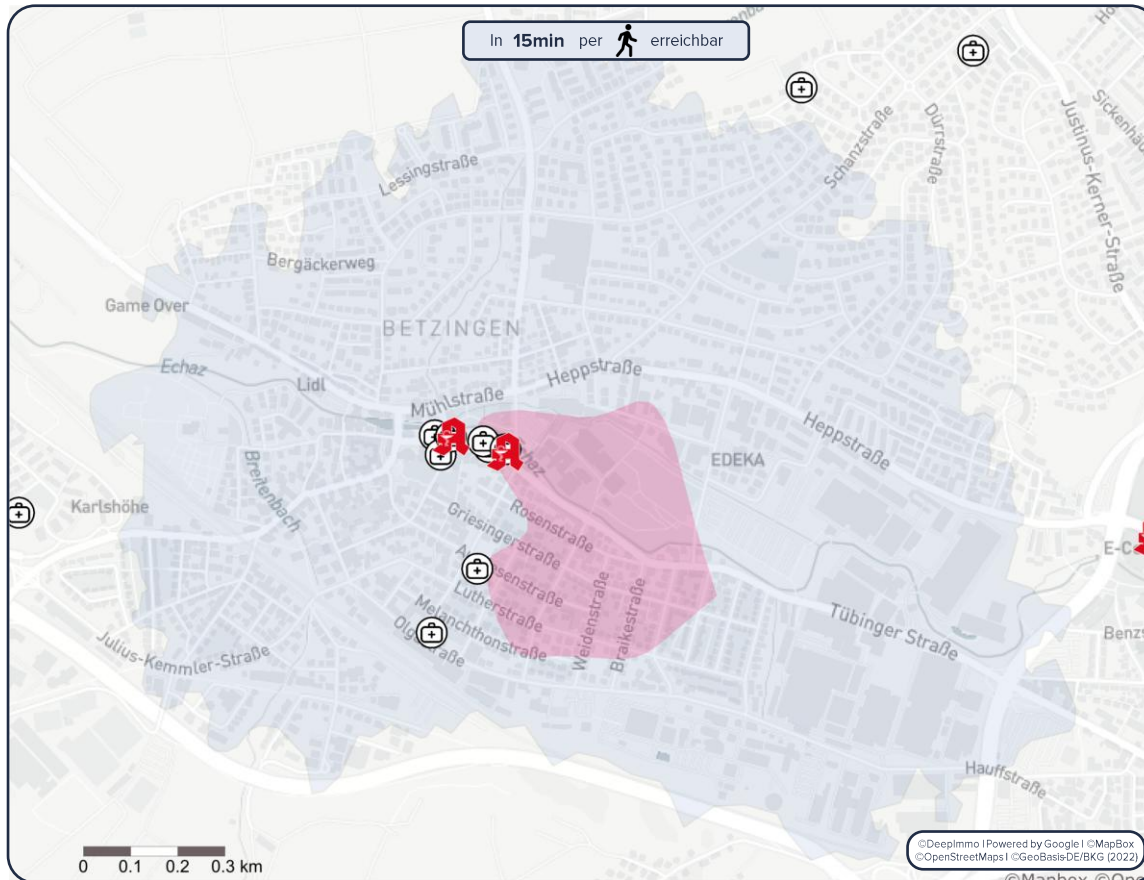 In 15min per erreichbar
Schanzstraße
Dürrstraße
Justinus-Kerner-Straße
Lessingstraße
Bergäckerweg
Game Over
BETZINGEN
Echaz
Lidl
Heppstraße
Mühlstraße
Heppstraße
EDEKA
Breitenbach
Karlshöhe
Rosenstraße
Griesingerstraße
Lutherstraße
Melanchthonstraße
Weidenstraße
Braikestraße
Tübinger Straße
Julius-Kemmler-Straße
Hauffstraße
0 0.1 0.2 0.3 km
©DeepImmo I Powered by Google I ©MapBox
©OpenStreetMaps I ©GeoBasis-DE/BKG (2022)